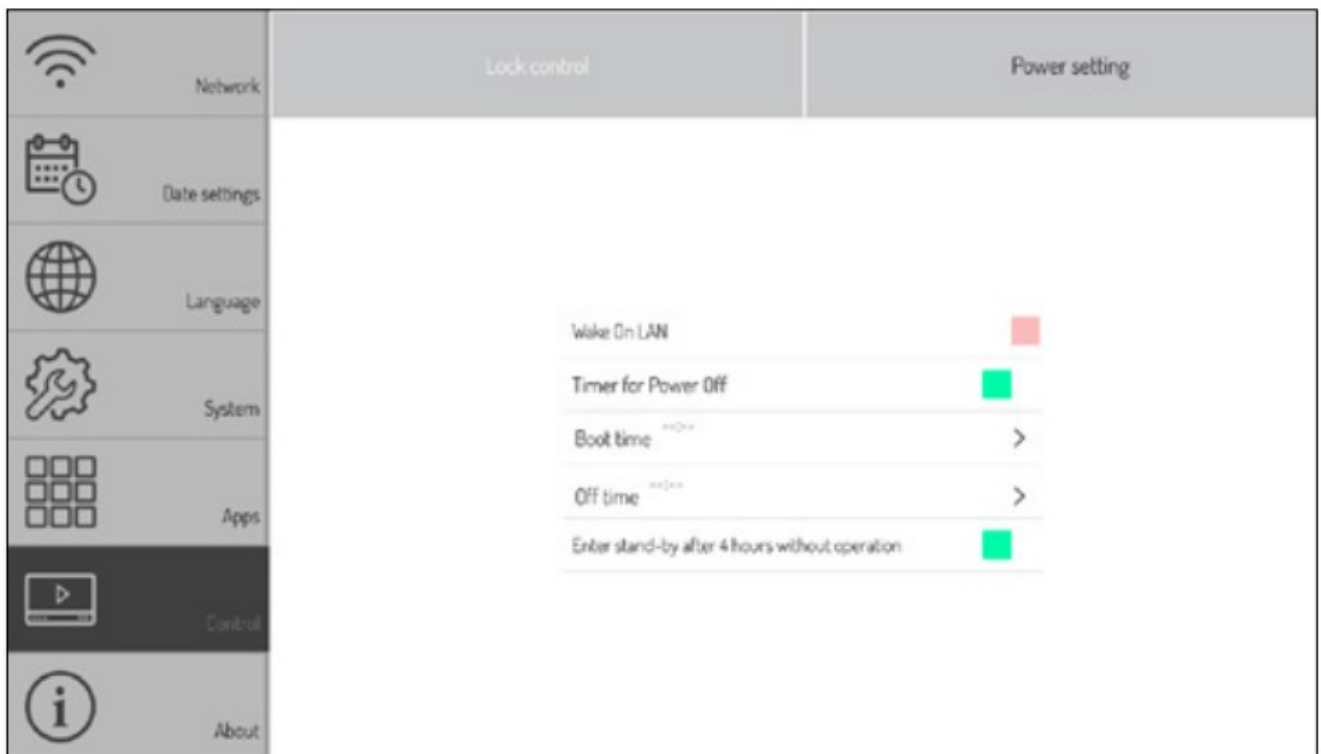 Network
Lock control
Power setting
Date settings
Language
System
Apps
Control
About
Wake On LAN
Timer for Power Off
Boot time --:--
Off time --:--
Enter stand-by after 4 hours without operation